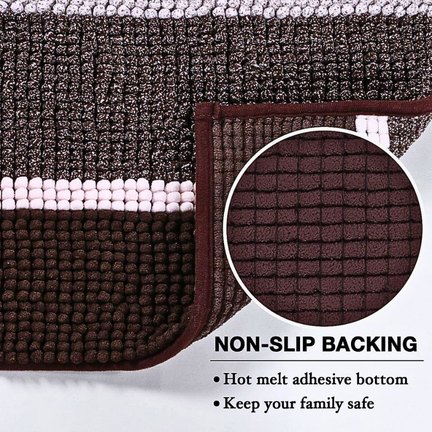 NON-SLIP BACKING
• Hot melt adhesive bottom
• Keep your family safe